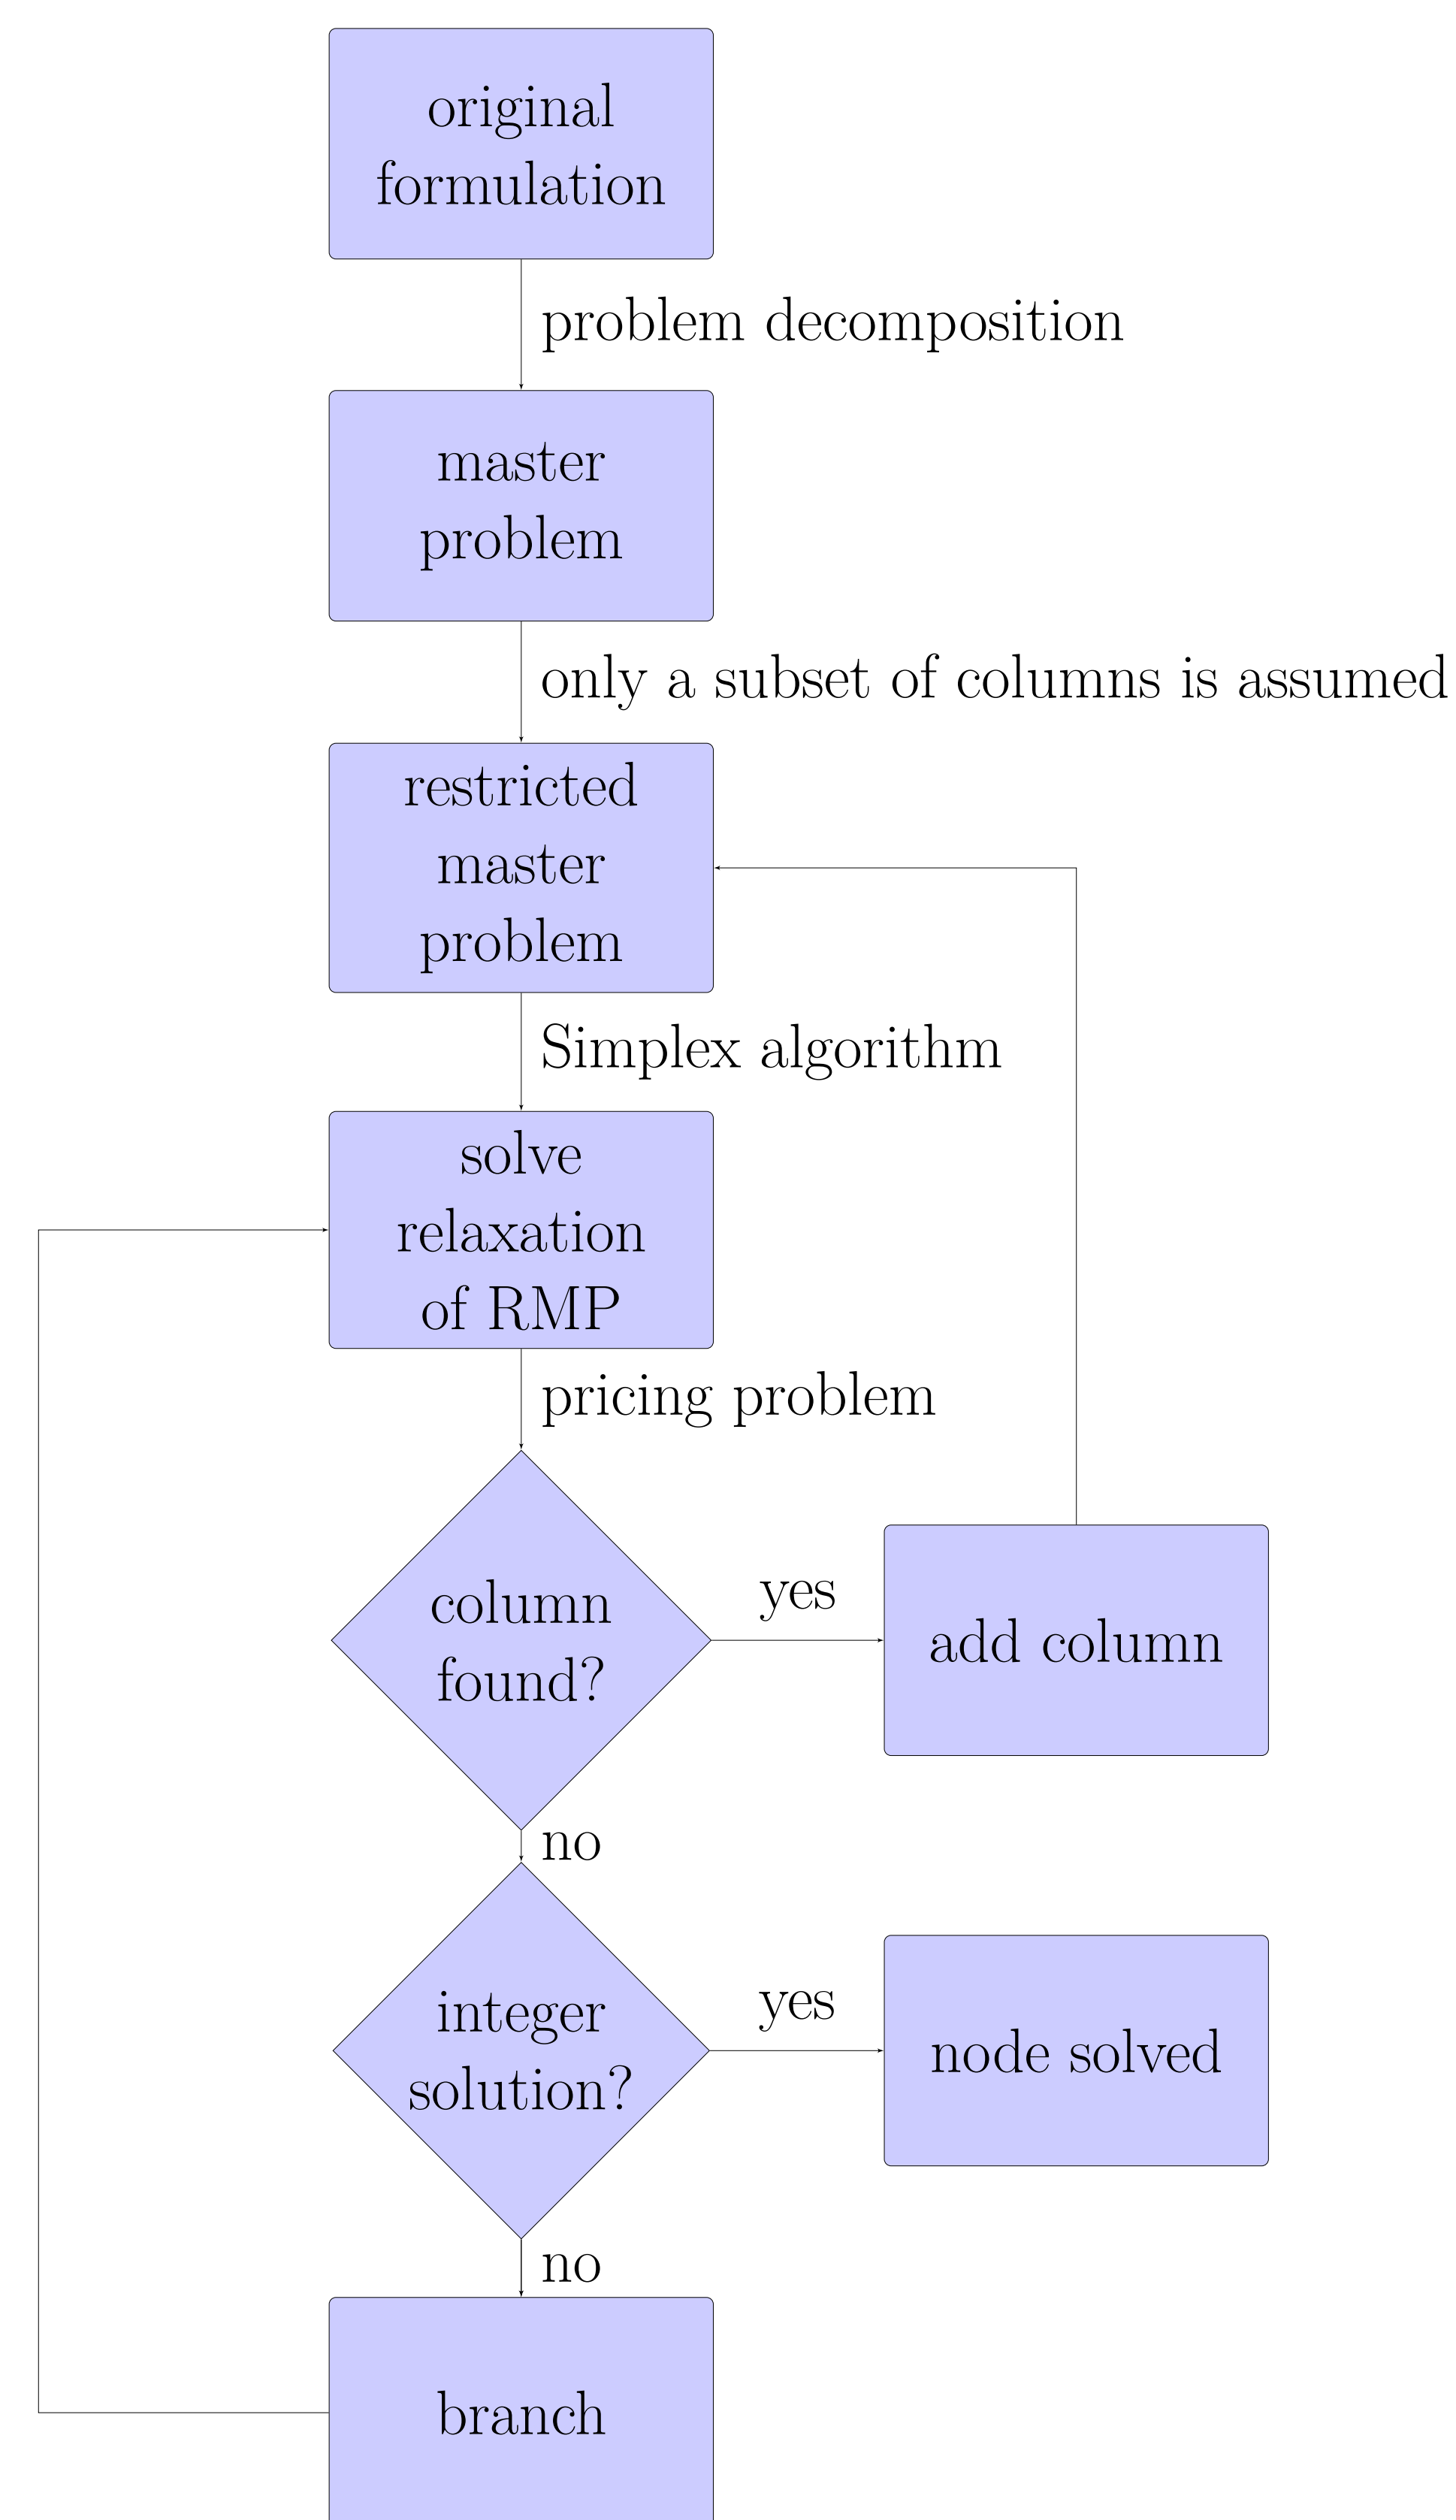 original
formulation
problem decomposition
master
problem
only a subset of columns is assumed
restricted
master
problem
Simplex algorithm
solve
relaxation
of RMP
pricing problem
column
found?
yes
add column
no
integer
solution?
yes
node solved
no
branch